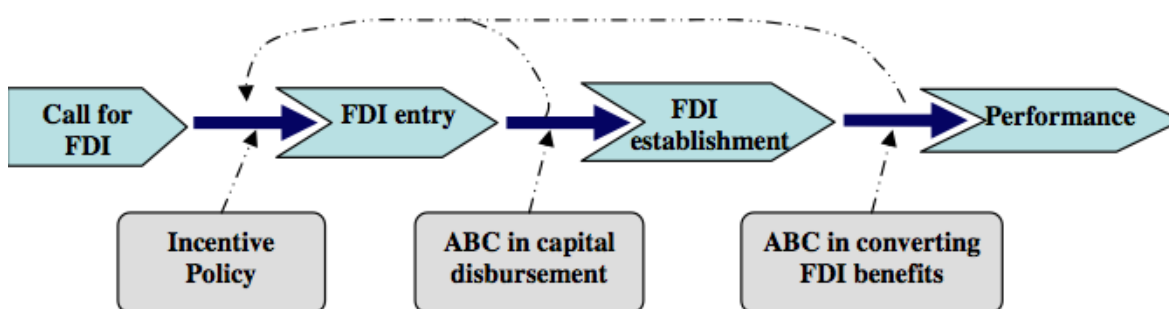 Call for
FDI
FDI entry
FDI
establishment
Performance
Incentive
Policy
ABC in capital
disbursement
ABC in converting
FDI benefits